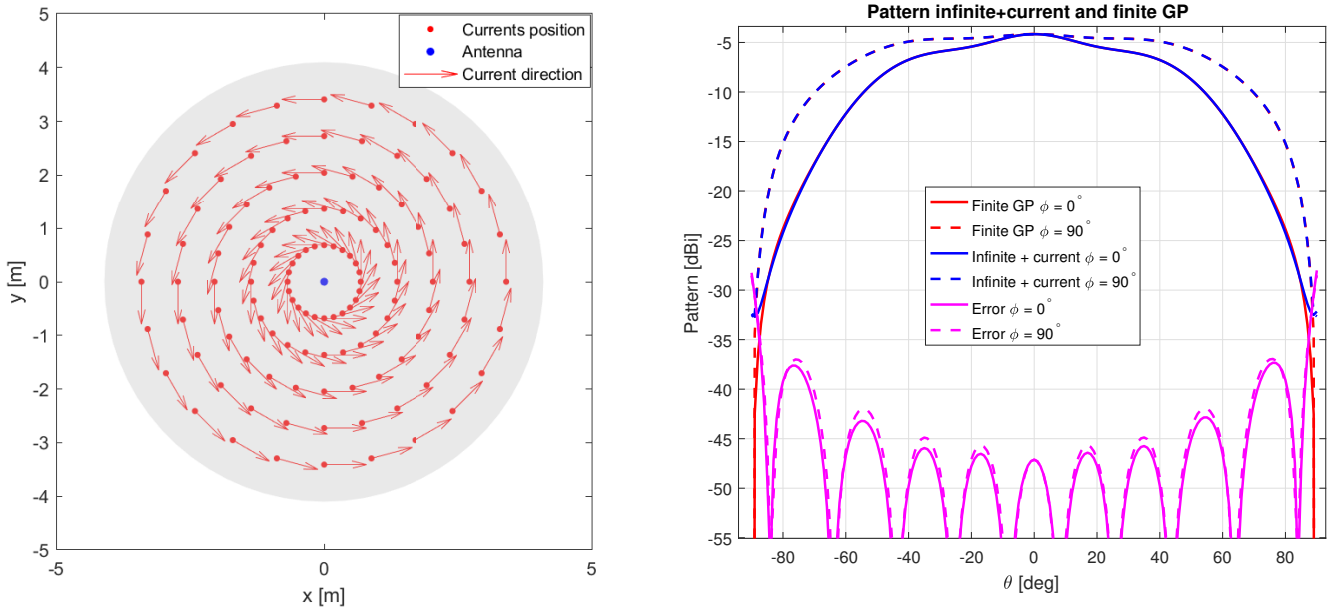 Currents position
Antenna
Current direction
5
4
3
2
1
0
-1
-2
-3
-4
-5
y [m]
-5
0
5
x [m]
Pattern infinite+current and finite GP
-5
-10
-15
-20
-25
-30
-35
-40
-45
-50
-55
Pattern [dBi]
Finite GP ϕ = 0°
Finite GP ϕ = 90°
Infinite + current ϕ = 0°
Infinite + current ϕ = 90°
Error ϕ = 0°
Error ϕ = 90°
-80
-60
-40
-20
0
20
40
60
80
θ [deg]